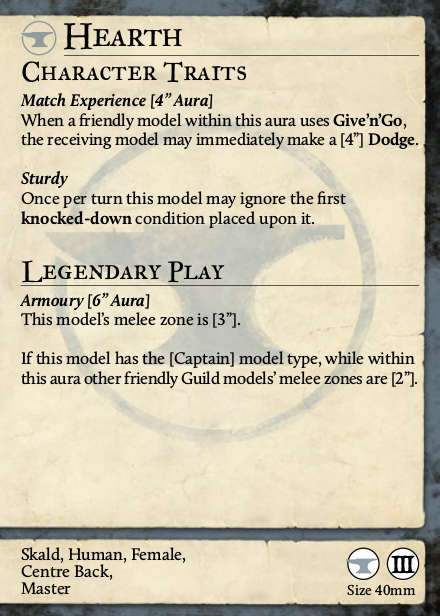 Hearth
Character Traits
Match Experience [4” Aura]
When a friendly model within this aura uses Give’n’Go,
the receiving model may immediately make a [4”] Dodge.
Sturdy
Once per turn this model may ignore the first
knocked-down condition placed upon it.
Legendary Play
Armoury [6” Aura]
This model’s melee zone is [3”].
If this model has the [Captain] model type, while within
this aura other friendly Guild models’ melee zones are [2”].
Skald, Human, Female,
Centre Back,
Master
III
Size 40mm